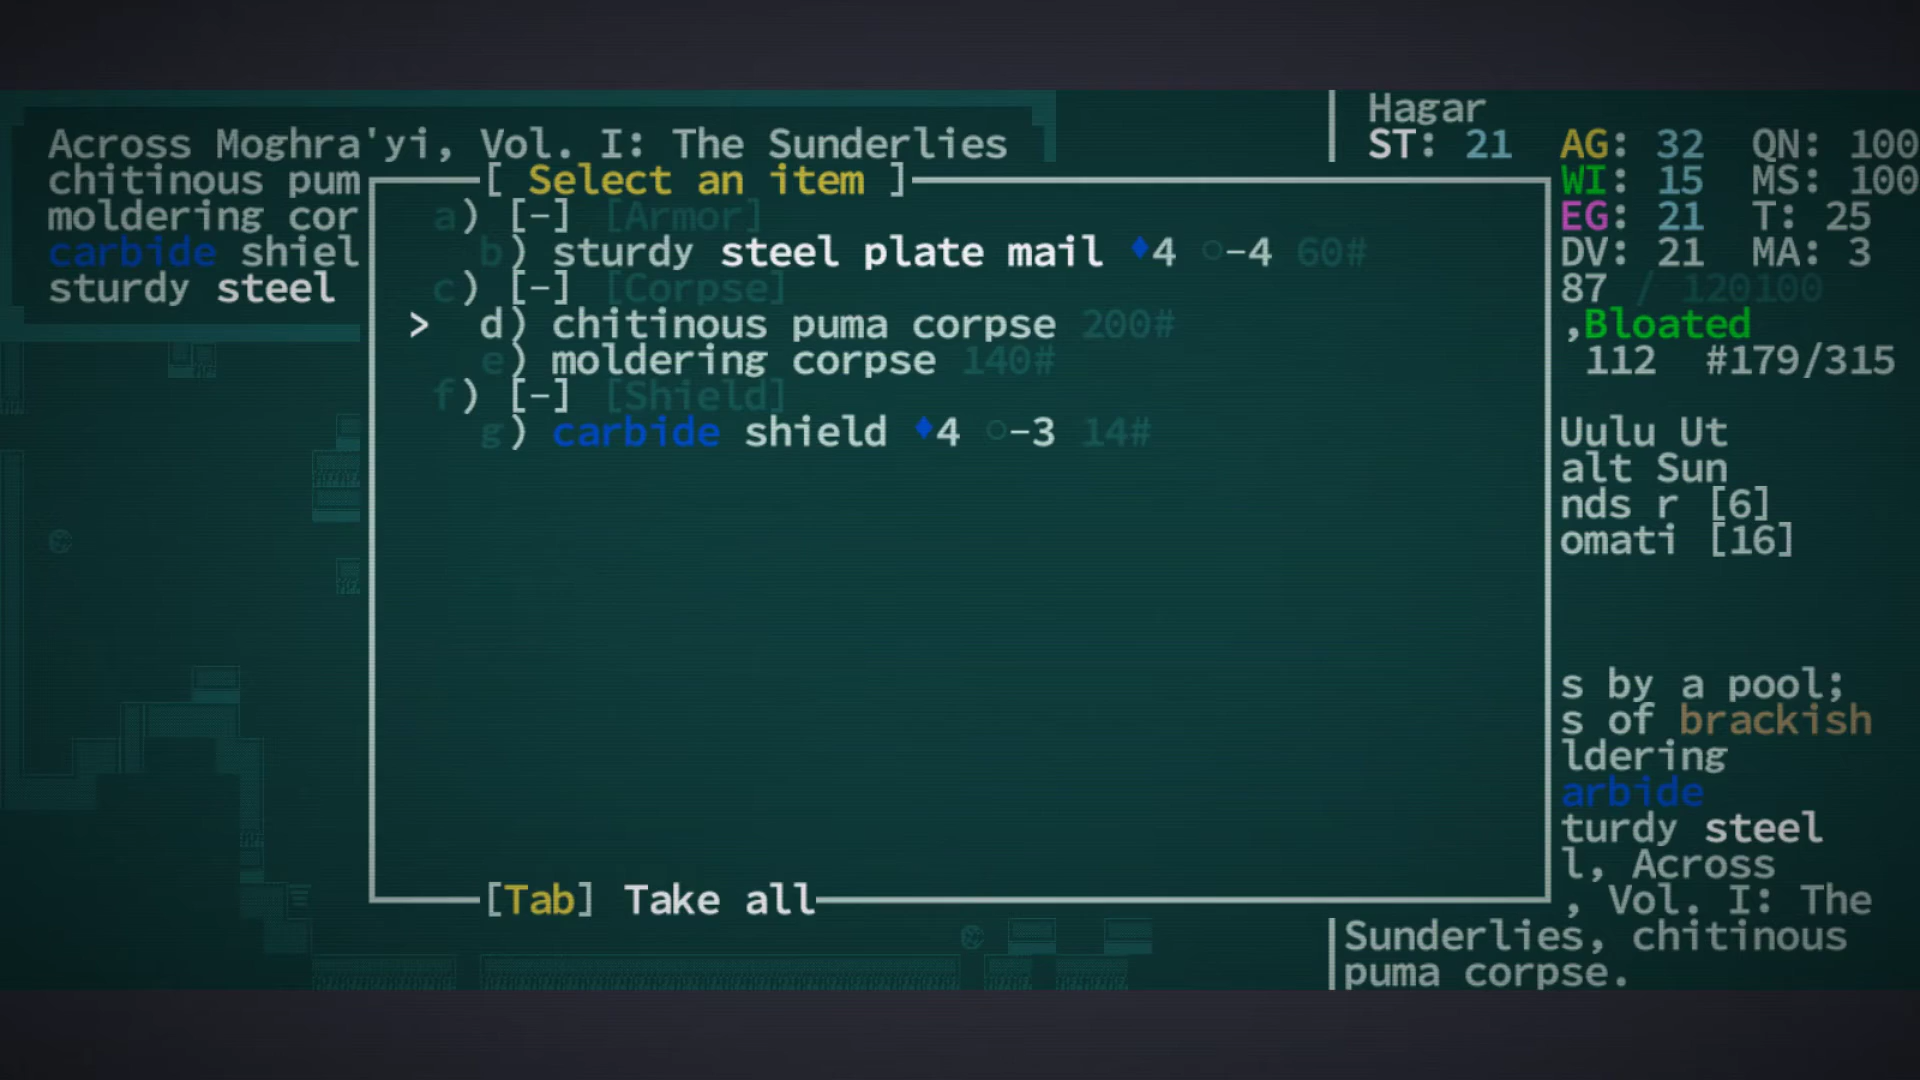 Across Moghra'yi, Vol. I: The Sunderlies
chitinous pum
moldering cor
carbide shiel
sturdy steel
[ Select an item ]
a) [-] [Armor]
b) sturdy steel plate mail ♦4 ○-4 60#
c) [-] [Corpse]
> d) chitinous puma corpse 200#
e) moldering corpse 140#
f) [-] [Shield]
g) carbide shield ♦4 ○-3 14#
[Tab] Take all
Hagar
ST: 21 AG: 32 QN: 100
WI: 15 MS: 100
EG: 21 T: 25
DV: 21 MA: 3
87 / 120100
,Bloated
112 #179/315
Uulu Ut
alt Sun
nds r [6]
omati [16]
s by a pool;
s of brackish
ldering
arbide
turdy steel
l, Across
, Vol. I: The
Sunderlies, chitinous
puma corpse.